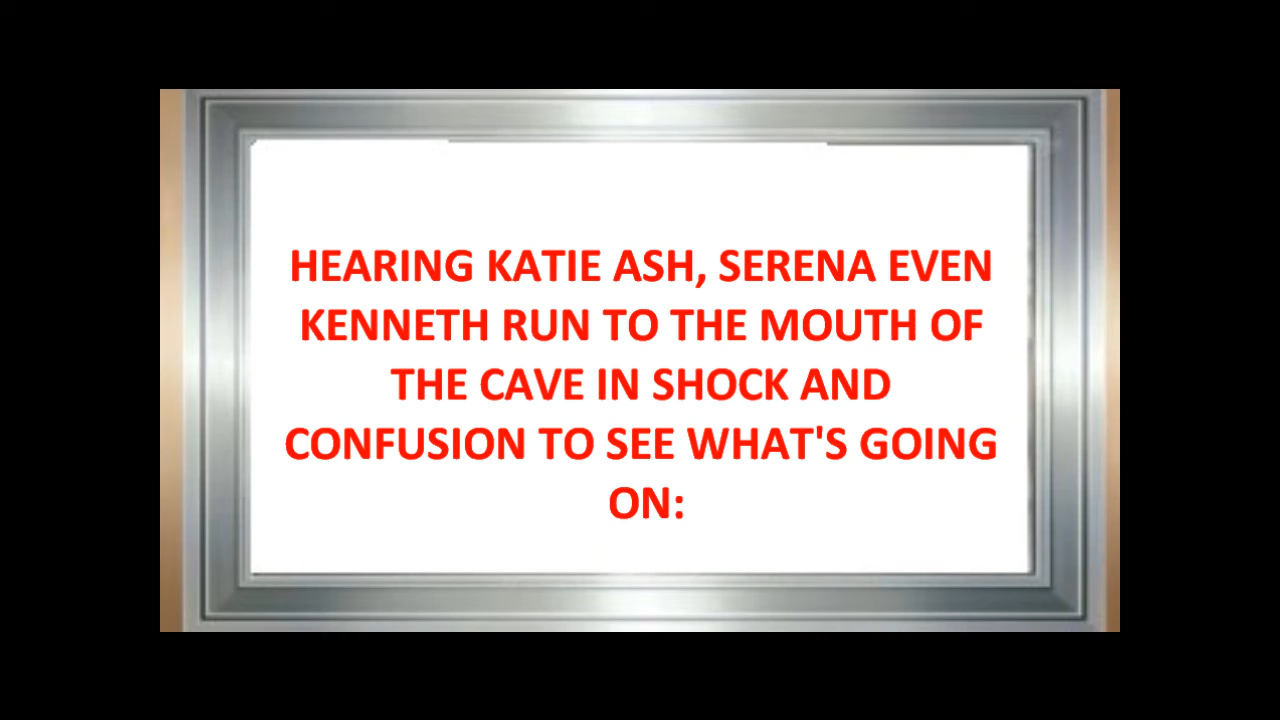 HEARING KATIE ASH, SERENA EVEN
KENNETH RUN TO THE MOUTH OF
THE CAVE IN SHOCK AND
CONFUSION TO SEE WHAT'S GOING
ON: